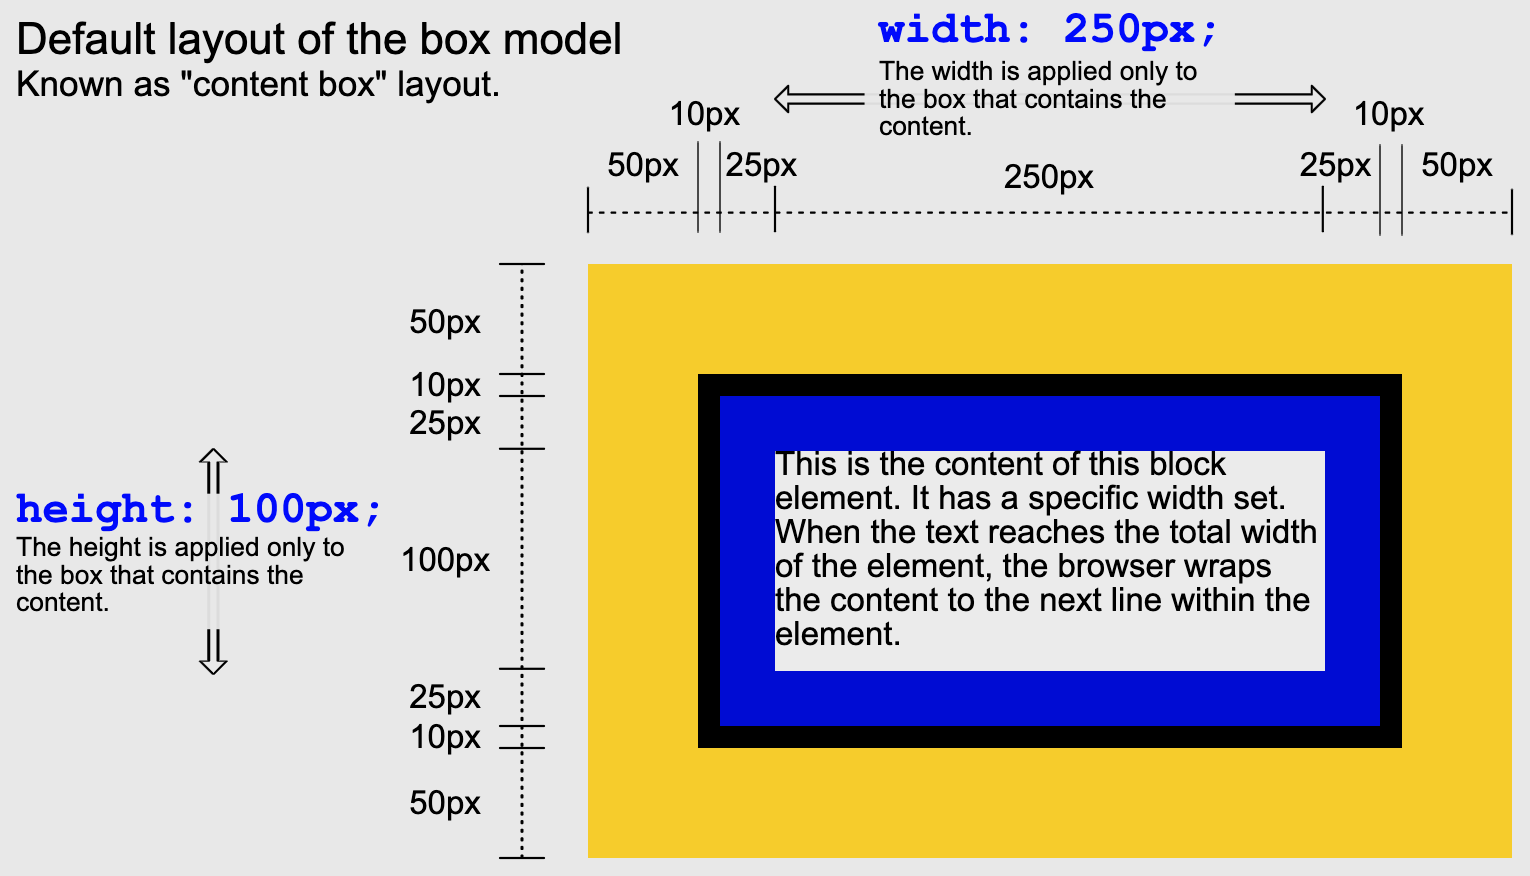 Default layout of the box model
Known as "content box" layout.
width: 250px;
The width is applied only to
the box that contains the
content.
10px
10px
50px
25px
250px
25px
50px
50px
10px
25px
height: 100px;
The height is applied only to
the box that contains the
content.
100px
25px
10px
50px
This is the content of this block
element. It has a specific width set.
When the text reaches the total width
of the element, the browser wraps
the content to the next line within the
element.